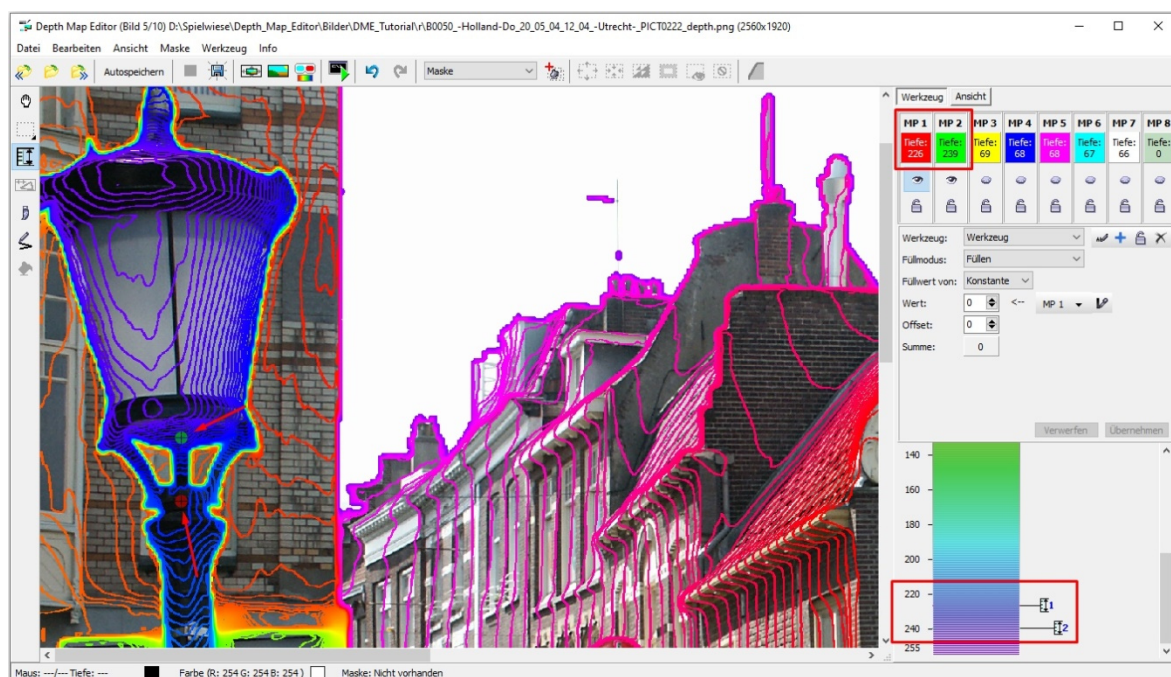 Depth Map Editor (Bild 5/10) D:\Spielwiese\Depth_Map_Editor\Bilder\DME_Tutorial\r\B0050_-Holland-Do_20_05_04_12_04_-Utrecht-_PICT0222_depth.png (2560x1920)
Datei Bearbeiten Ansicht Maske Werkzeug Info
Autospeichern Maske
Werkzeug Ansicht
MP 1 MP 2 MP 3 MP 4 MP 5 MP 6 MP 7 MP 8
Tiefe: Tiefe: Tiefe: Tiefe: Tiefe: Tiefe: Tiefe: Tiefe:
226 239 69 68 68 67 66 0
Werkzeug: Werkzeug
Füllmodus: Füllen
Füllwert von: Konstante
Wert: 0 <-- MP 1
Offset: 0
Summe: 0
Verwerfen Übernehmen
140
160
180
200
220
1
2
240
255
Maus: ---/--- Tiefe: --- Farbe (R: 254 G: 254 B: 254 ) Maske: Nicht vorhanden